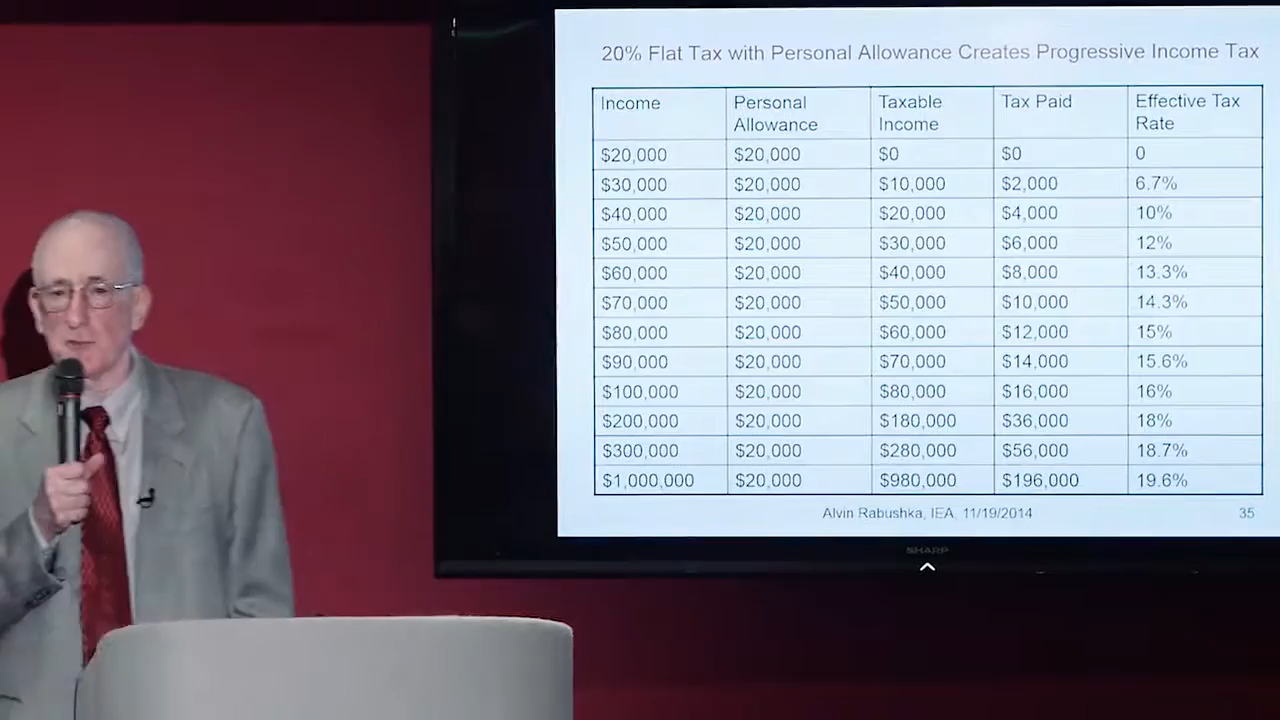 20% Flat Tax with Personal Allowance Creates Progressive Income Tax
Income Personal Allowance Taxable Income Tax Paid Effective Tax Rate
$20,000 $20,000 $0 $0 0
$30,000 $20,000 $10,000 $2,000 6.7%
$40,000 $20,000 $20,000 $4,000 10%
$50,000 $20,000 $30,000 $6,000 12%
$60,000 $20,000 $40,000 $8,000 13.3%
$70,000 $20,000 $50,000 $10,000 14.3%
$80,000 $20,000 $60,000 $12,000 15%
$90,000 $20,000 $70,000 $14,000 15.6%
$100,000 $20,000 $80,000 $16,000 16%
$200,000 $20,000 $180,000 $36,000 18%
$300,000 $20,000 $280,000 $56,000 18.7%
$1,000,000 $20,000 $980,000 $196,000 19.6%
Alvin Rabushka, IEA, 11/19/2014 35
SHARP